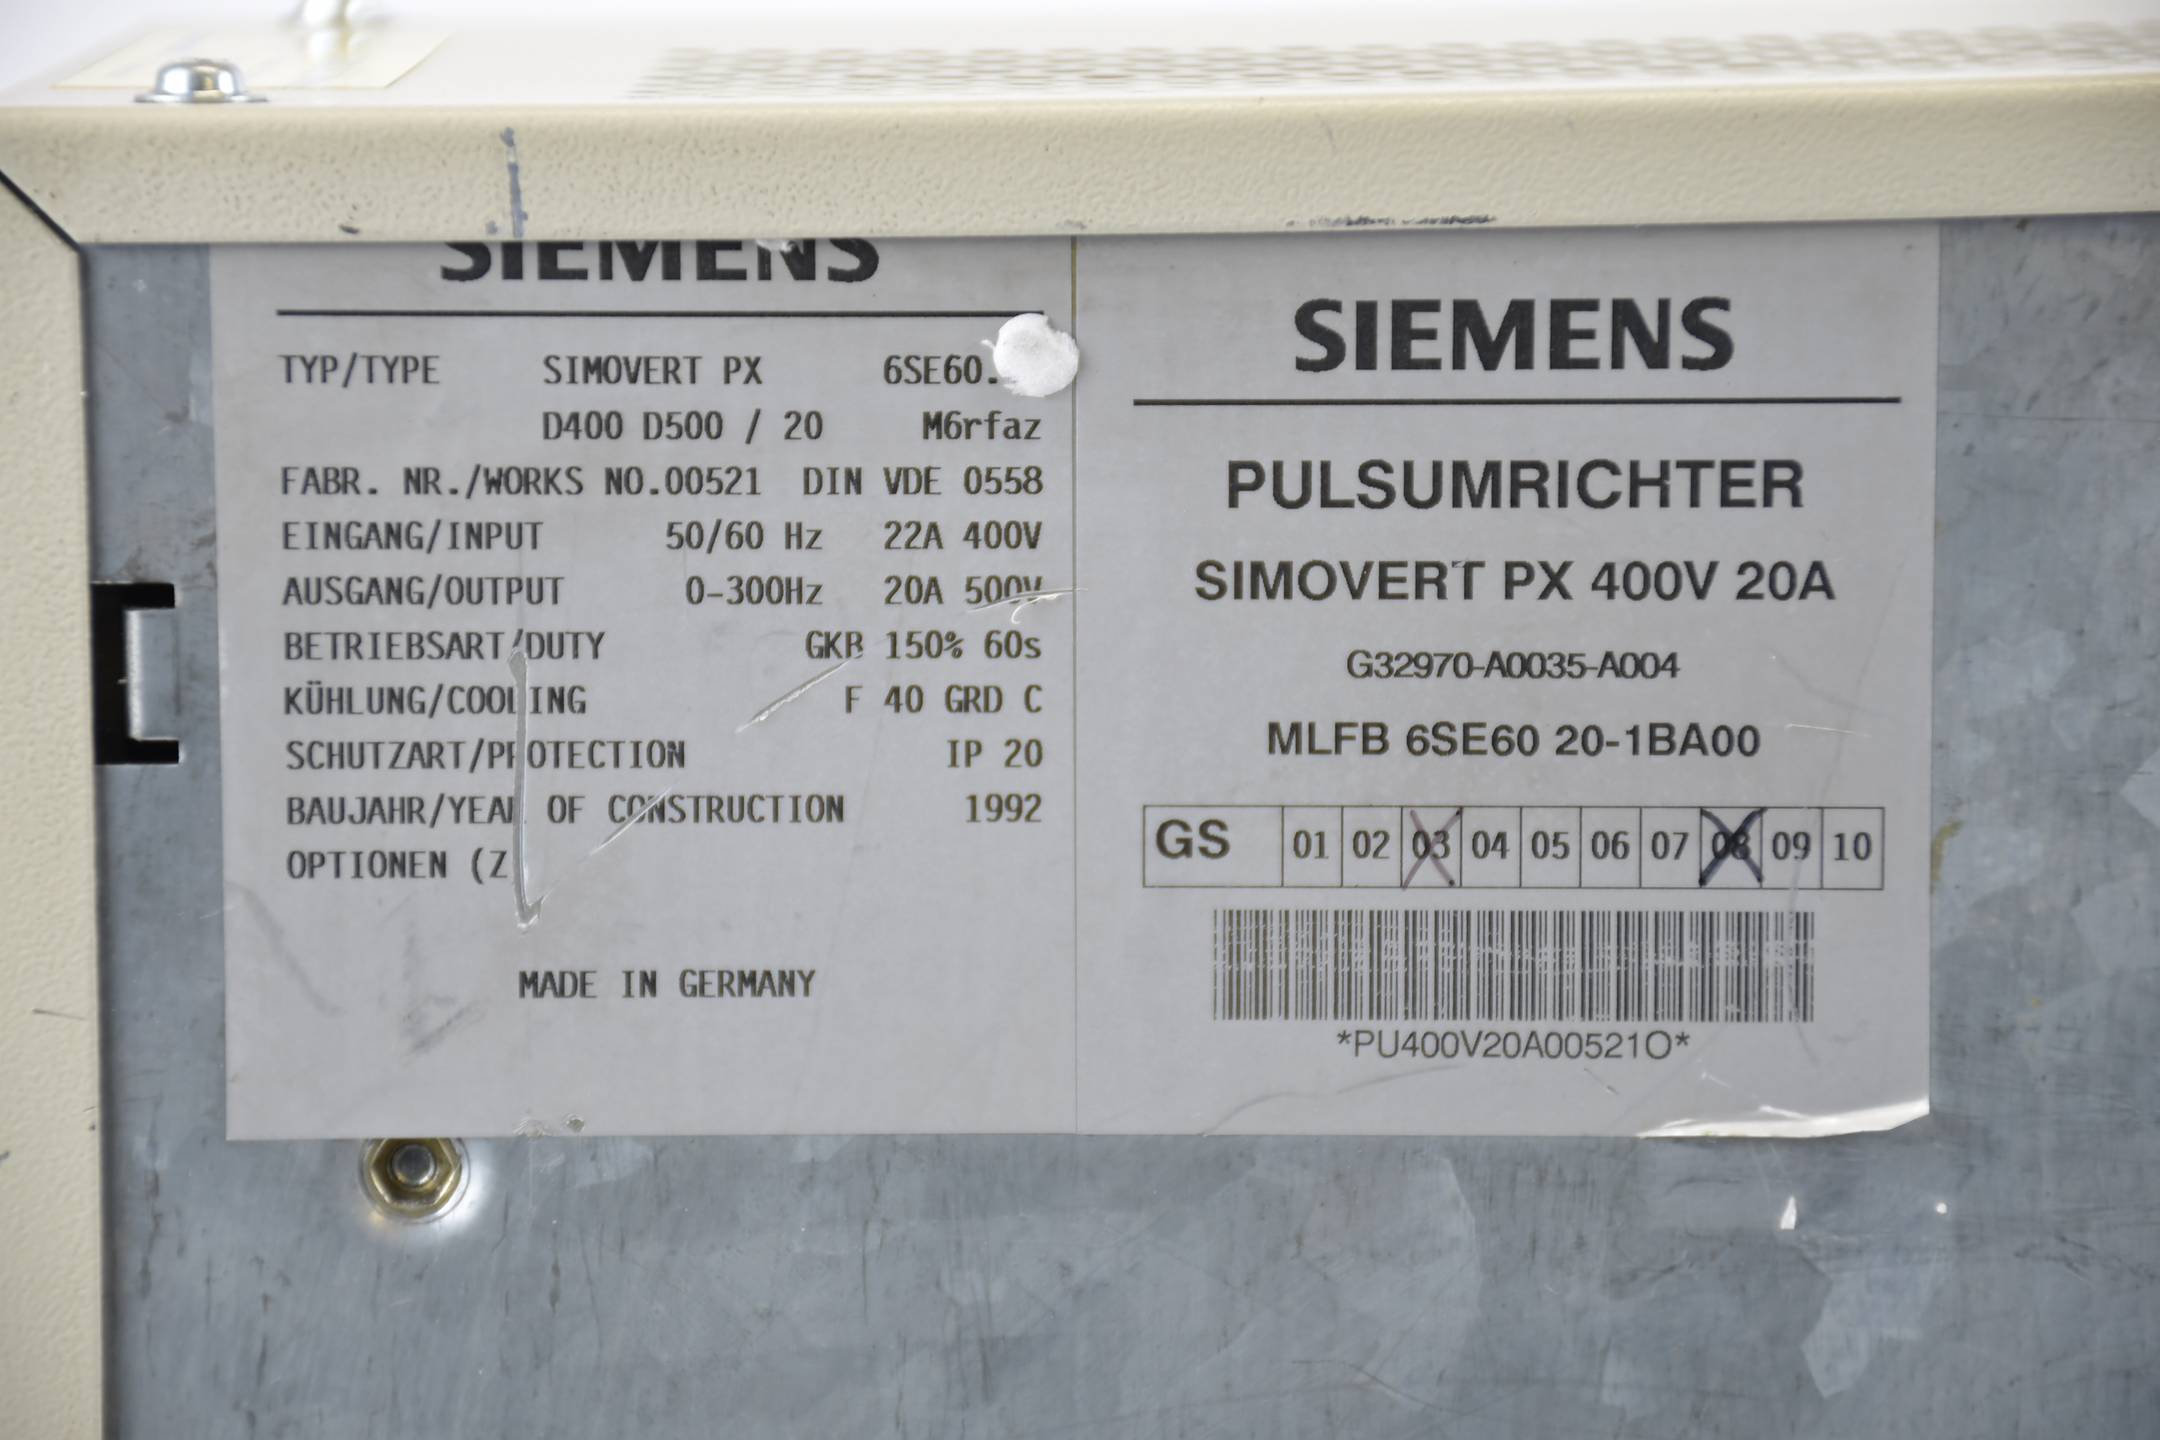 SIEMENS
TYP/TYPE SIMOVERT PX 6SE60.
D400 D500 / 20 M6rfaz
FABR. NR./WORKS NO.00521 DIN VDE 0558
EINGANG/INPUT 50/60 Hz 22A 400V
AUSGANG/OUTPUT 0-300Hz 20A 500V
BETRIEBSART/DUTY GKB 150% 60s
KÜHLUNG/COOLING F 40 GRD C
SCHUTZART/PROTECTION IP 20
BAUJAHR/YEAR OF CONSTRUCTION 1992
OPTIONEN (Z
MADE IN GERMANY
SIEMENS
PULSUMRICHTER
SIMOVERT PX 400V 20A
G32970-A0035-A004
MLFB 6SE60 20-1BA00
GS 01 02 03 04 05 06 07 08 09 10
*PU400V20A00521O*